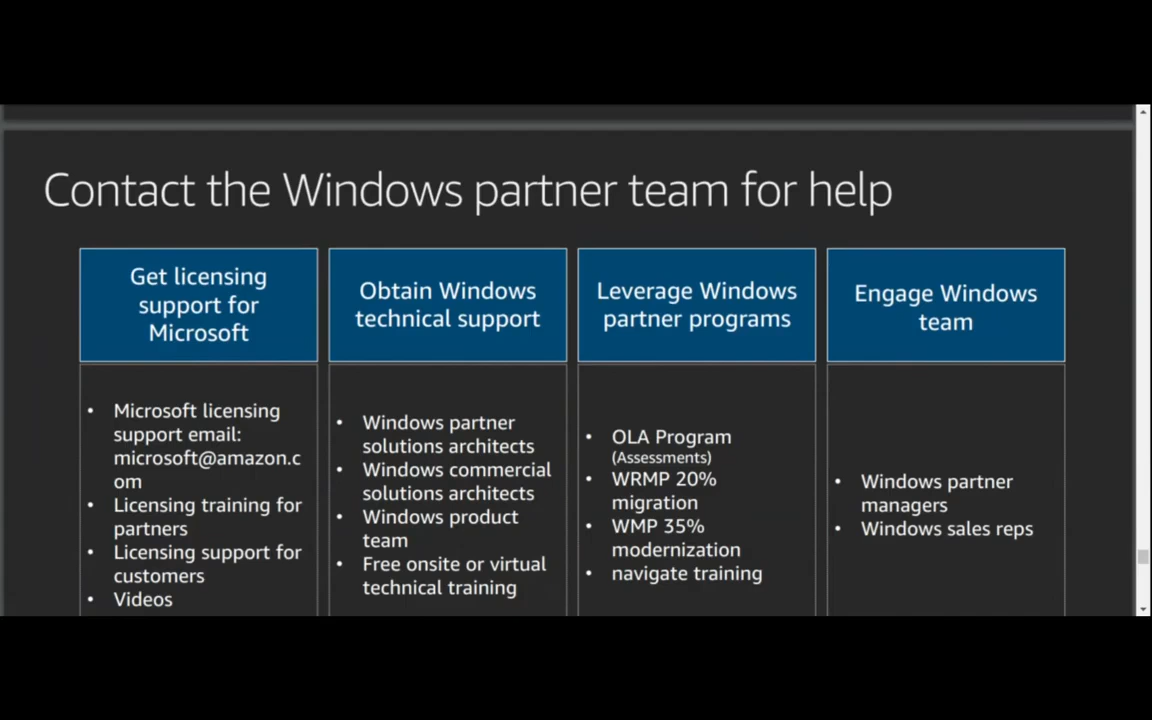 Contact the Windows partner team for help
Get licensing
support for
Microsoft
• Microsoft licensing
support email:
microsoft@amazon.c
om
• Licensing training for
partners
• Licensing support for
customers
• Videos
Obtain Windows
technical support
• Windows partner
solutions architects
• Windows commercial
solutions architects
• Windows product
team
• Free onsite or virtual
technical training
Leverage Windows
partner programs
• OLA Program
(Assessments)
• WRMP 20%
migration
• WMP 35%
modernization
• navigate training
Engage Windows
team
• Windows partner
managers
• Windows sales reps